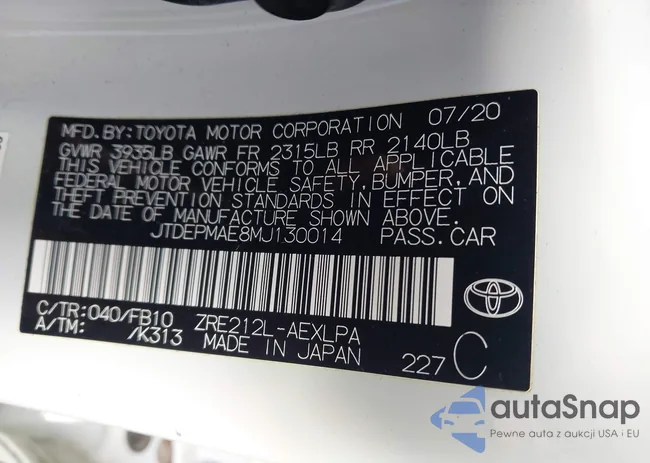 MFD.BY:TOYOTA MOTOR CORPORATION 07/20
GVWR 3935LB GAWR FR 2315LB RR 2140LB
THIS VEHICLE CONFORMS TO ALL APPLICABLE
FEDERAL MOTOR VEHICLE SAFETY, BUMPER, AND
THEFT PREVENTION STANDARDS IN EFFECT ON
THE DATE OF MANUFACTURE SHOWN ABOVE.
JTDEPMAE8MJ130014 PASS.CAR
C/TR:040/FB10 ZRE212L-AEXLPA
A/TM: /K313 MADE IN JAPAN 227 C
autaSnap
Pewne auta z aukcji USA i EU